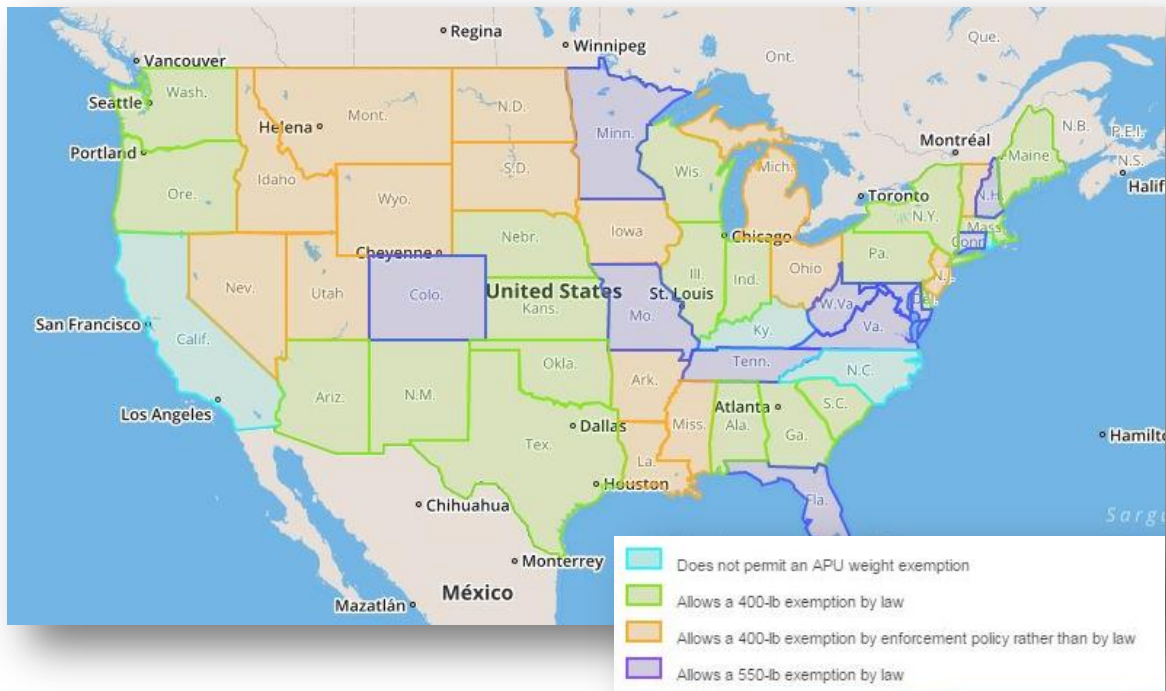 Regina
Winnipeg
Ont.
Que.
Vancouver
Wash.
Seattle
Helena
Mont.
N.D.
Minn.
Montréal
N.B.
P.E.I.
Portland
Ore.
Idaho
S.D.
Wis.
Mich.
Maine
N.S.
Halif
Wyo.
Toronto
N.H.
N.Y.
Mass
Conn
Iowa
Chicago
Cheyenne
Nebr.
Pa.
N.J.
Nev.
Utah
Colo.
United States
Ill.
Ind.
Ohio
Del.
St. Louis
Kans.
Mo.
W.Va.
Va.
San Francisco
Calif.
Ky.
Tenn.
N.C.
Los Angeles
Ariz.
N.M.
Okla.
Ark.
Atlanta
S.C.
Dallas
Miss.
Ala.
Ga.
Tex.
Hamilto
La.
Houston
Chihuahua
Fla.
Sarg
Monterrey
México
Mazatlán
Does not permit an APU weight exemption
Allows a 400-lb exemption by law
Allows a 400-lb exemption by enforcement policy rather than by law
Allows a 550-lb exemption by law